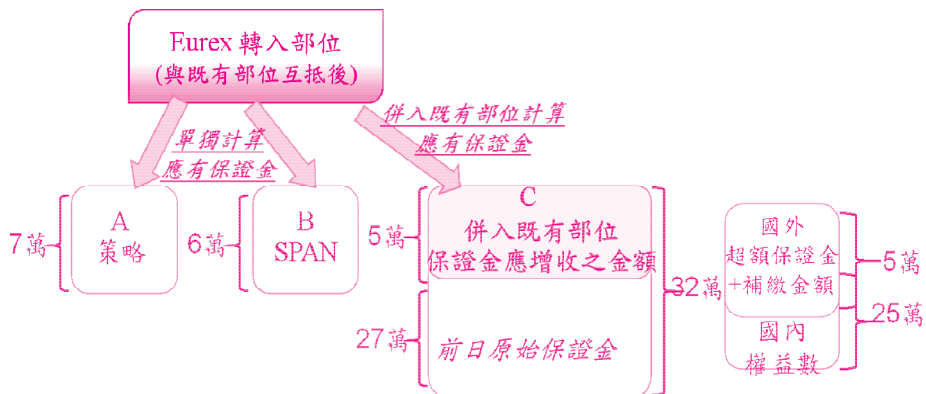 Eurex 轉入部位
(與既有部位互抵後)
單獨計算
應有保證金
併入既有部位計算
應有保證金
7萬
A
策略
6萬
B
SPAN
5萬
C
併入既有部位
保證金應增收之金額
27萬
前日原始保證金
32萬
國外
超額保證金
+補繳金額
國內
權益數
5萬
25萬